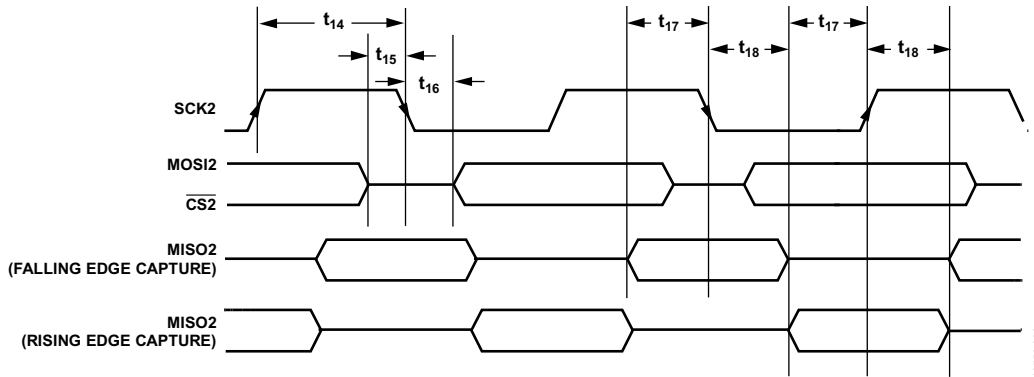 t14
t17
t17
t15
t18
t18
t16
SCK2
MOSI2
CS2
MISO2
(FALLING EDGE CAPTURE)
MISO2
(RISING EDGE CAPTURE)